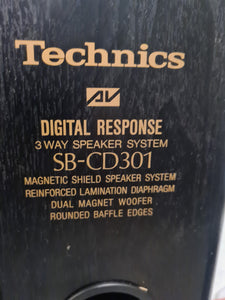 Technics
AV
DIGITAL RESPONSE
3 WAY SPEAKER SYSTEM
SB-CD301
MAGNETIC SHIELD SPEAKER SYSTEM
REINFORCED LAMINATION DIAPHRAGM
DUAL MAGNET WOOFER
ROUNDED BAFFLE EDGES